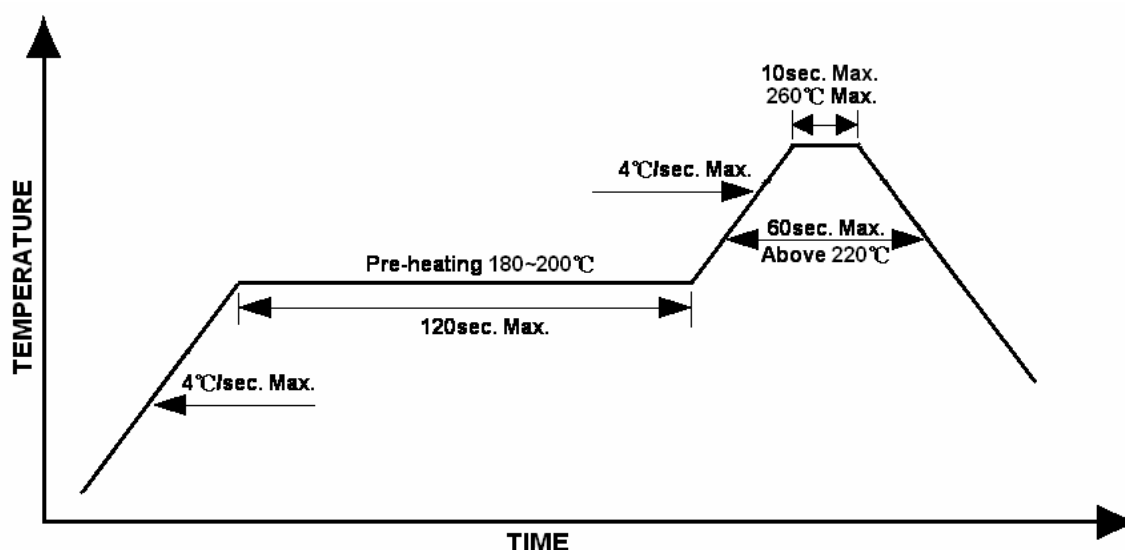 10sec. Max.
260℃ Max.
4℃/sec. Max.
60sec. Max.
Above 220℃
Pre-heating 180~200℃
120sec. Max.
4℃/sec. Max.
TEMPERATURE
TIME